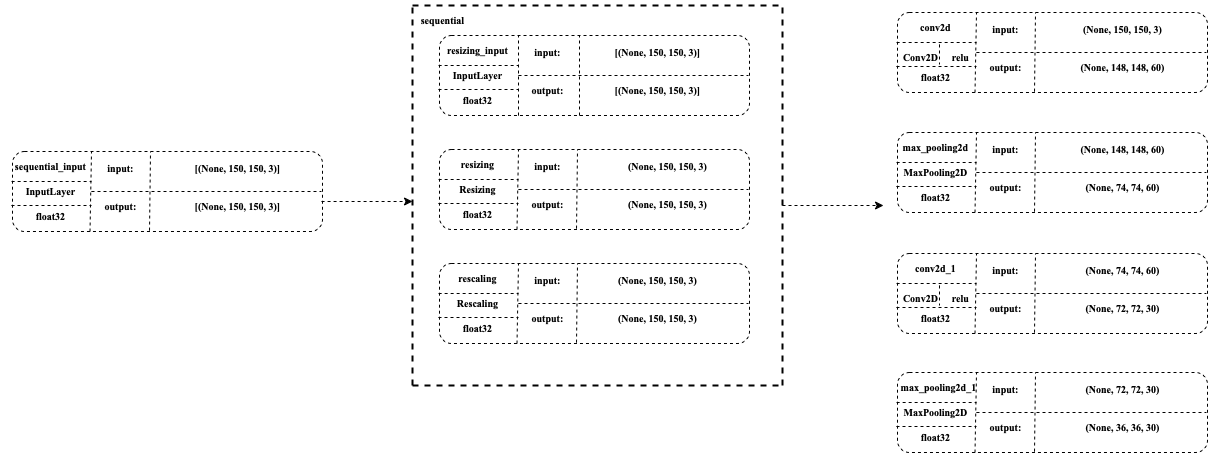 sequential_input
InputLayer
float32
input:
[(None, 150, 150, 3)]
output:
[(None, 150, 150, 3)]
sequential
resizing_input
InputLayer
float32
input:
[(None, 150, 150, 3)]
output:
[(None, 150, 150, 3)]
resizing
Resizing
float32
input:
(None, 150, 150, 3)
output:
(None, 150, 150, 3)
rescaling
Rescaling
float32
input:
(None, 150, 150, 3)
output:
(None, 150, 150, 3)
conv2d
Conv2D relu
float32
input:
(None, 150, 150, 3)
output:
(None, 148, 148, 60)
max_pooling2d
MaxPooling2D
float32
input:
(None, 148, 148, 60)
output:
(None, 74, 74, 60)
conv2d_1
Conv2D relu
float32
input:
(None, 74, 74, 60)
output:
(None, 72, 72, 30)
max_pooling2d_1
MaxPooling2D
float32
input:
(None, 72, 72, 30)
output:
(None, 36, 36, 30)